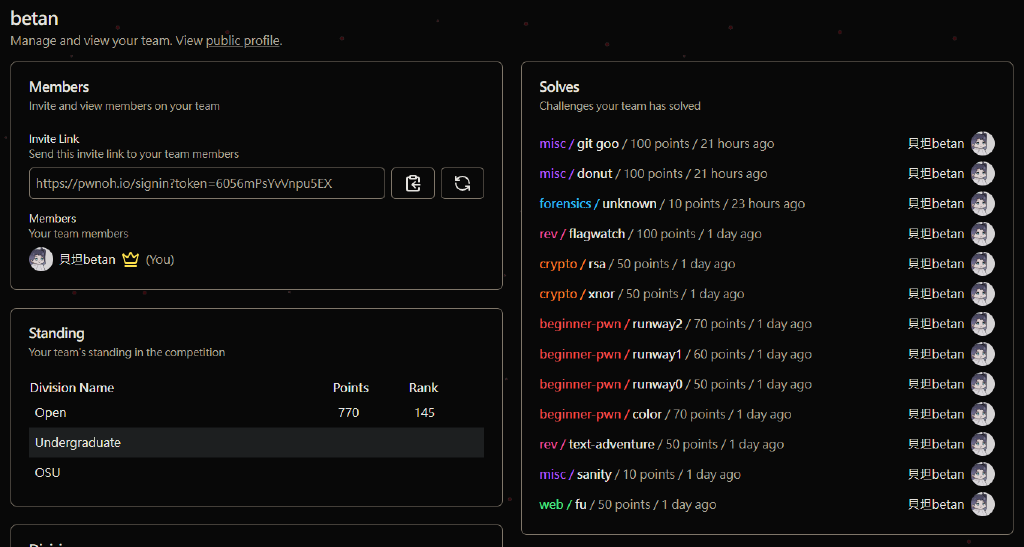 betan
Manage and view your team. View public profile.
Members
Invite and view members on your team
Invite Link
Send this invite link to your team members
https://pwnoh.io/signin?token=6056mPsYvVnpu5EX
Members
Your team members
貝坦betan (You)
Standing
Your team's standing in the competition
Division Name Points Rank
Open 770 145
Undergraduate
OSU
Solves
Challenges your team has solved
misc / git goo / 100 points / 21 hours ago 貝坦betan
misc / donut / 100 points / 21 hours ago 貝坦betan
forensics / unknown / 10 points / 23 hours ago 貝坦betan
rev / flagwatch / 100 points / 1 day ago 貝坦betan
crypto / rsa / 50 points / 1 day ago 貝坦betan
crypto / xnor / 50 points / 1 day ago 貝坦betan
beginner-pwn / runway2 / 70 points / 1 day ago 貝坦betan
beginner-pwn / runway1 / 60 points / 1 day ago 貝坦betan
beginner-pwn / runway0 / 50 points / 1 day ago 貝坦betan
beginner-pwn / color / 70 points / 1 day ago 貝坦betan
rev / text-adventure / 50 points / 1 day ago 貝坦betan
misc / sanity / 10 points / 1 day ago 貝坦betan
web / fu / 50 points / 1 day ago 貝坦betan